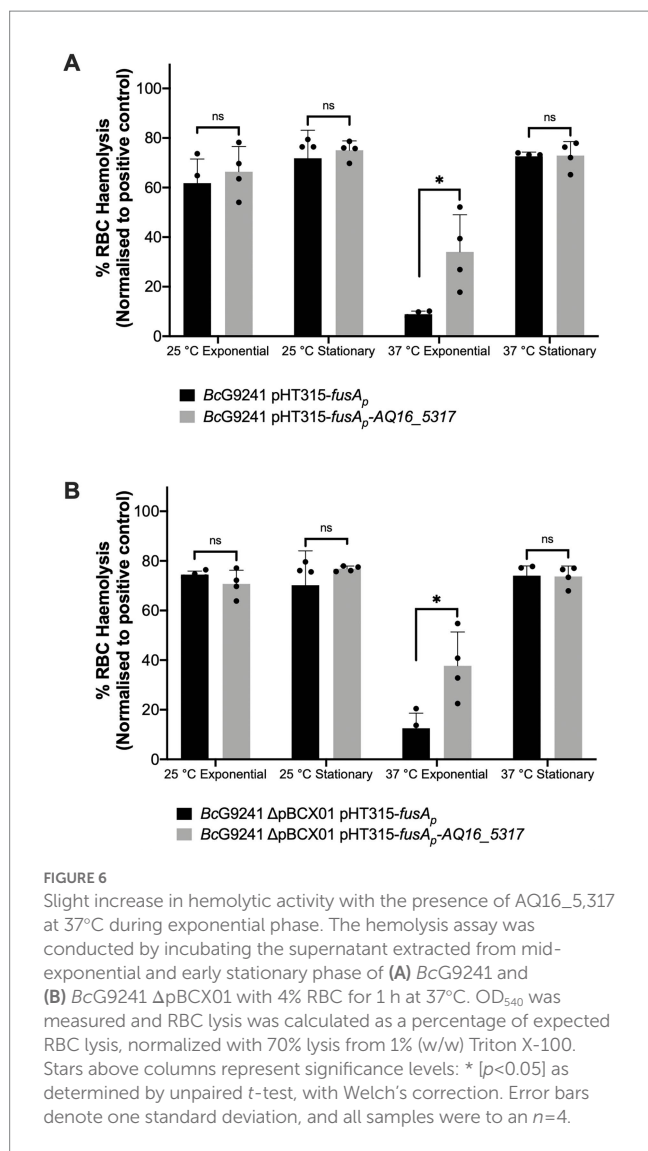 A
% RBC Haemolysis
(Normalised to positive control)
100
80
60
40
20
0
ns
ns
*
ns
25 °C Exponential 25 °C Stationary 37 °C Exponential 37 °C Stationary
BcG9241 pHT315-fusAp
BcG9241 pHT315-fusAp-AQ16_5317
B
% RBC Haemolysis
(Normalised to positive control)
100
80
60
40
20
0
ns
ns
*
ns
25 °C Exponential 25 °C Stationary 37 °C Exponential 37 °C Stationary
BcG9241 ΔpBCX01 pHT315-fusAp
BcG9241 ΔpBCX01 pHT315-fusAp-AQ16_5317
FIGURE 6
Slight increase in hemolytic activity with the presence of AQ16_5,317
at 37°C during exponential phase. The hemolysis assay was
conducted by incubating the supernatant extracted from mid-
exponential and early stationary phase of (A) BcG9241 and
(B) BcG9241 ΔpBCX01 with 4% RBC for 1 h at 37°C. OD540 was
measured and RBC lysis was calculated as a percentage of expected
RBC lysis, normalized with 70% lysis from 1% (w/w) Triton X-100.
Stars above columns represent significance levels: * [p<0.05] as
determined by unpaired t-test, with Welch's correction. Error bars
denote one standard deviation, and all samples were to an n=4.